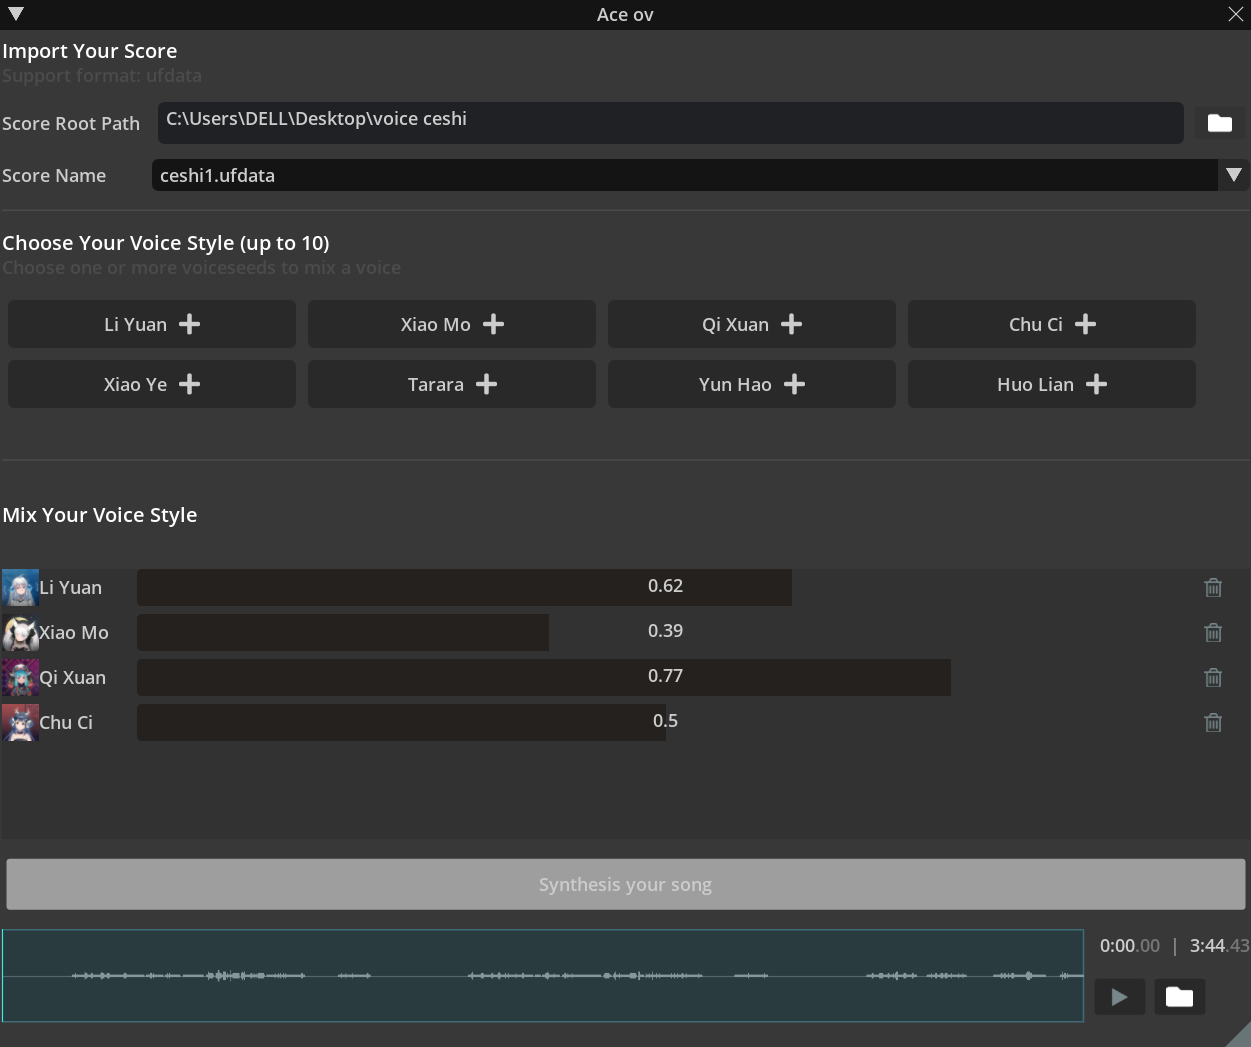 Ace ov
Import Your Score
Support format: ufdata
Score Root Path
C:\Users\DELL\Desktop\voice ceshi
Score Name
ceshi1.ufdata
Choose Your Voice Style (up to 10)
Choose one or more voiceseeds to mix a voice
Li Yuan
Xiao Mo
Qi Xuan
Chu Ci
Xiao Ye
Tarara
Yun Hao
Huo Lian
Mix Your Voice Style
Li Yuan 0.62
Xiao Mo 0.39
Qi Xuan 0.77
Chu Ci 0.5
Synthesis your song
0:00.00 | 3:44.43